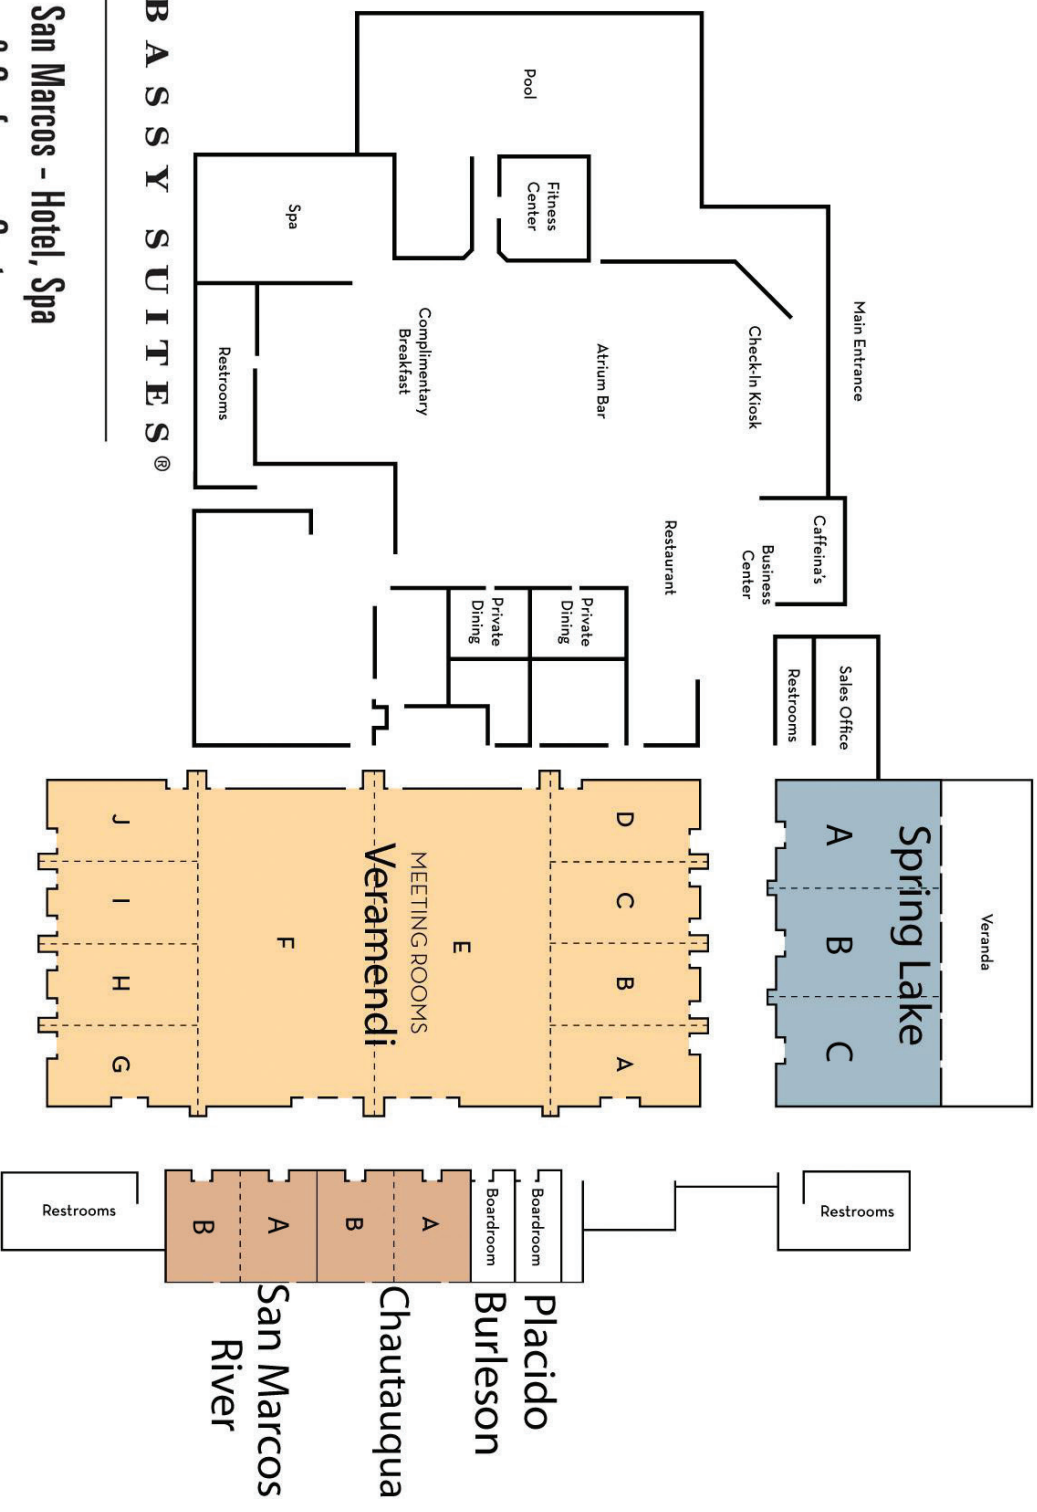 BASSY SUITES®
San Marcos - Hotel, Spa
Main Entrance
Pool
Fitness
Center
Spa
Check-In Kiosk
Atrium Bar
Complimentary
Breakfast
Restrooms
Caffeina's
Business
Center
Restaurant
Private
Dining
Private
Dining
Sales Office
Restrooms
Veranda
Spring Lake
A
B
C
D
C
B
A
E
MEETING ROOMS
Veramendi
F
J
I
H
G
Restrooms
Boardroom
Placido
Boardroom
Burleson
A
B
Chautauqua
A
B
San Marcos
River
Restrooms